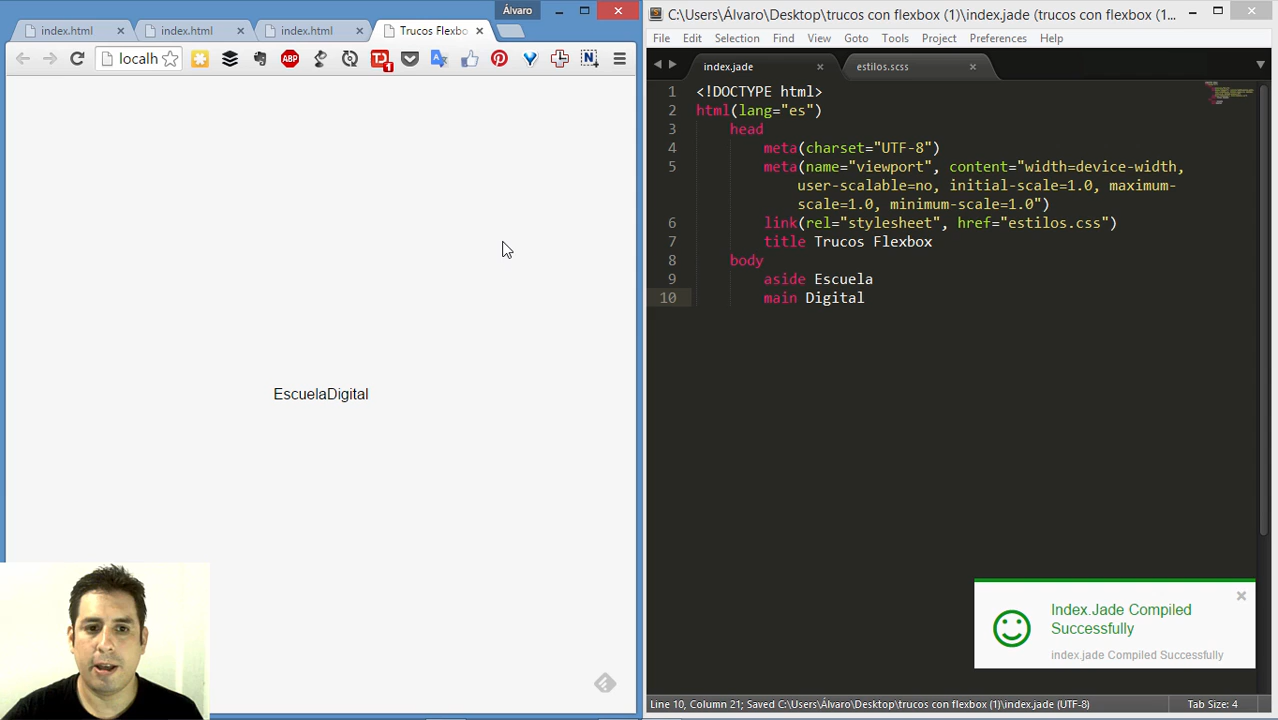 Álvaro
index.html
index.html
index.html
Trucos Flexbo
localh
ABP
1
N
EscuelaDigital
C:\Users\Álvaro\Desktop\trucos con flexbox (1)\index.jade (trucos con flexbox (1...
File Edit Selection Find View Goto Tools Project Preferences Help
index.jade
estilos.scss
1 <!DOCTYPE html>
2 html(lang="es")
3 head
4 meta(charset="UTF-8")
5 meta(name="viewport", content="width=device-width,
user-scalable=no, initial-scale=1.0, maximum-
scale=1.0, minimum-scale=1.0")
6 link(rel="stylesheet", href="estilos.css")
7 title Trucos Flexbox
8 body
9 aside Escuela
10 main Digital
Index.Jade Compiled
Successfully
index.jade Compiled Successfully
Line 10, Column 21; Saved C:\Users\Álvaro\Desktop\trucos con flexbox (1)\index.jade (UTF-8)
Tab Size: 4